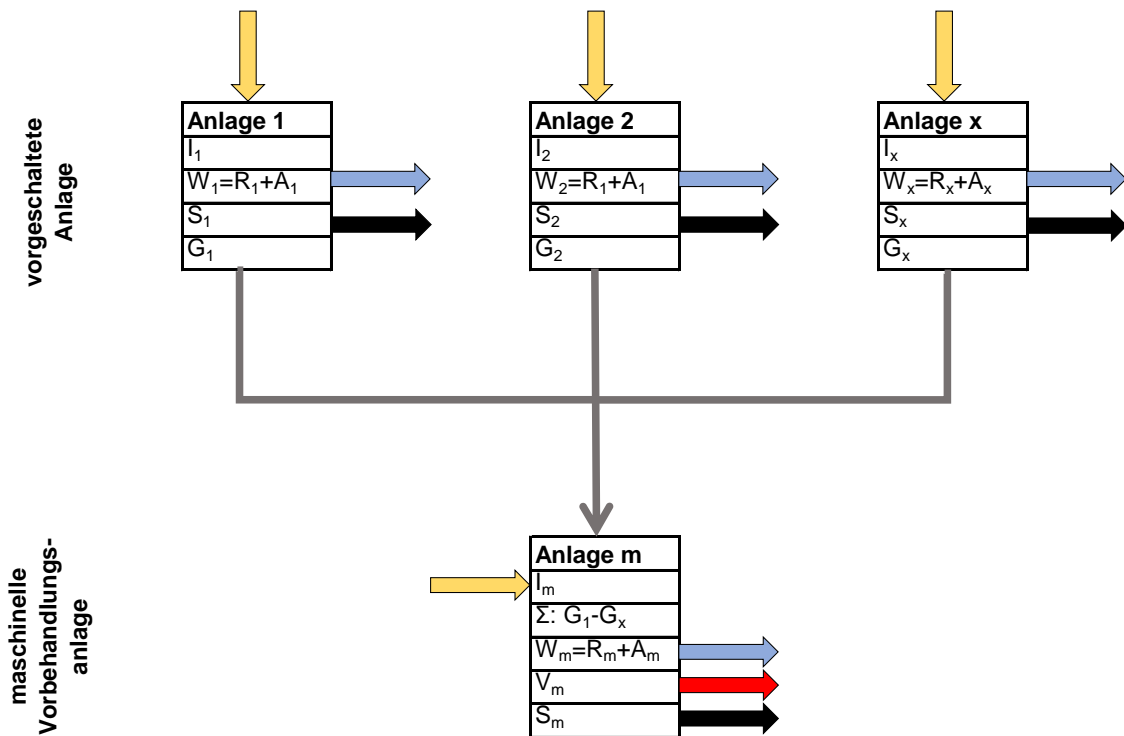 vorgeschaltete
Anlage
Anlage 1
I₁
W₁=R₁+A₁
S₁
G₁
Anlage 2
I₂
W₂=R₁+A₁
S₂
G₂
Anlage x
Iₓ
Wₓ=Rₓ+Aₓ
Sₓ
Gₓ
maschinelle
Vorbehandlungs-
anlage
Anlage m
Iₘ
Σ: G₁-Gₓ
Wₘ=Rₘ+Aₘ
Vₘ
Sₘ